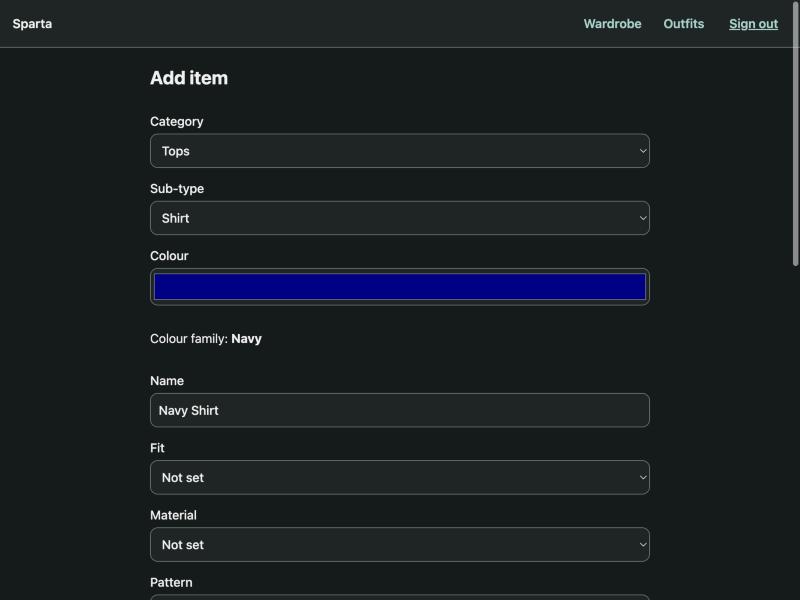 Sparta
Wardrobe
Outfits
Sign out
Add item
Category
Tops
Sub-type
Shirt
Colour
Colour family: Navy
Name
Navy Shirt
Fit
Not set
Material
Not set
Pattern